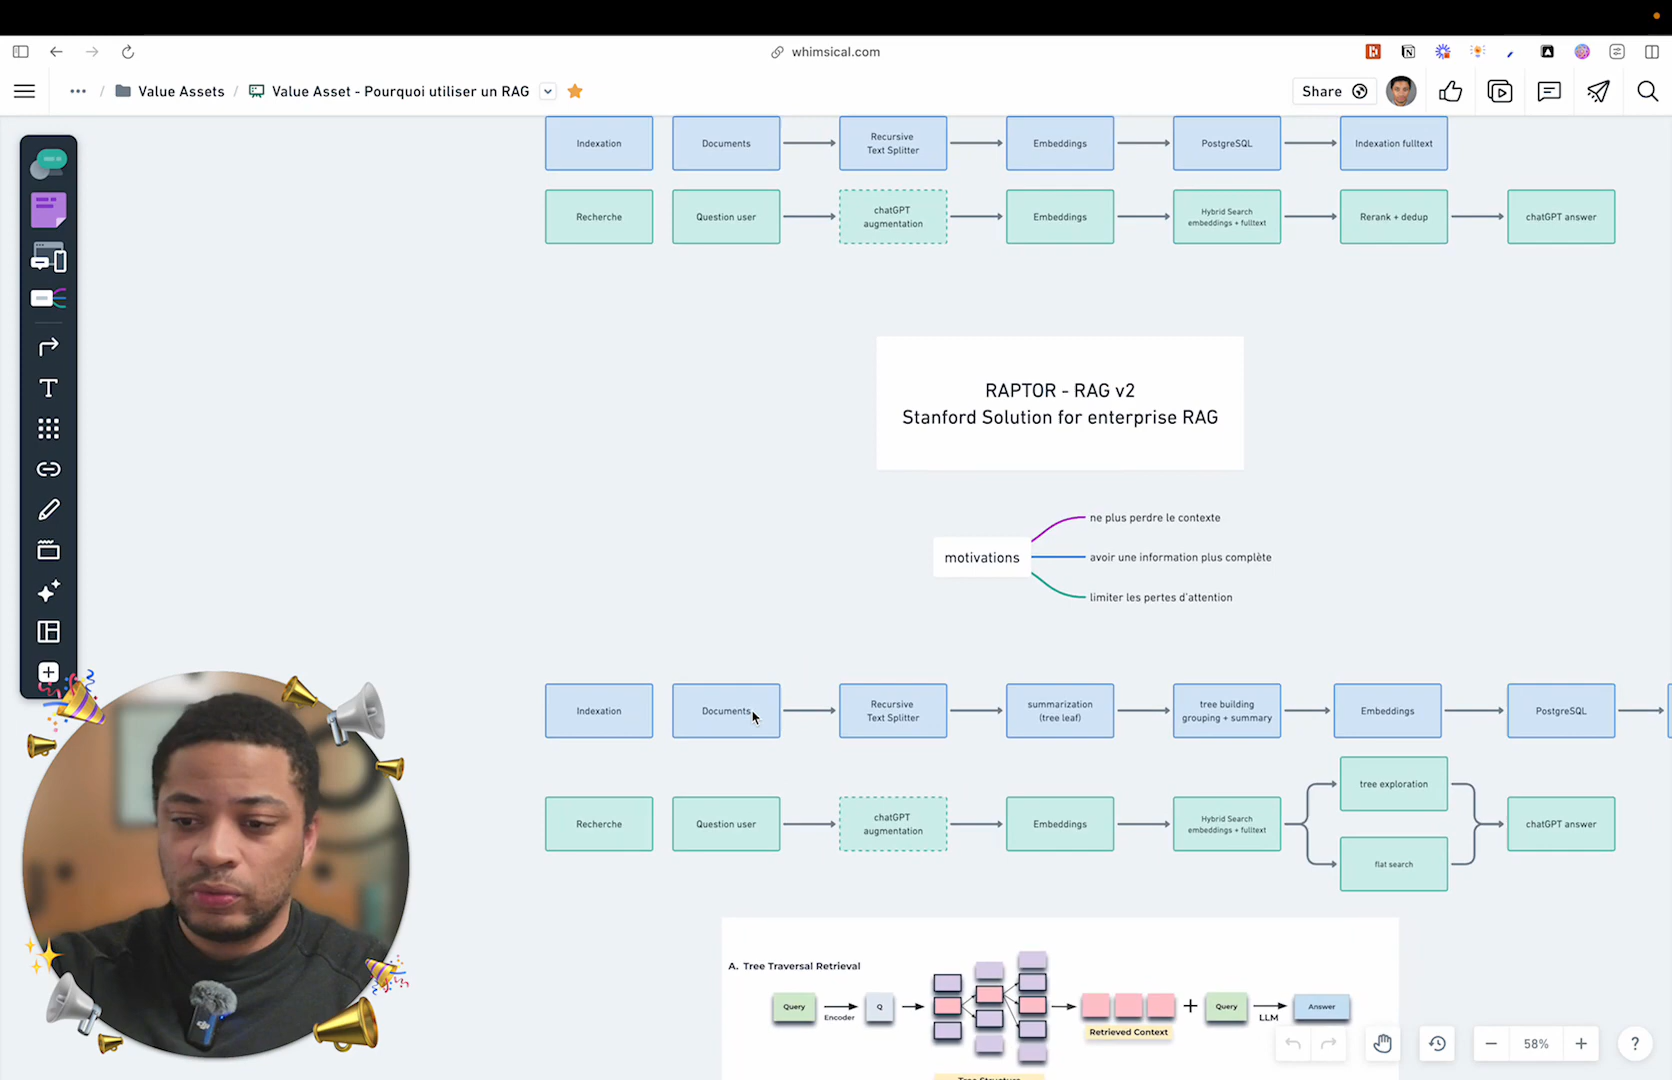 whimsical.com
Value Assets / Value Asset - Pourquoi utiliser un RAG
Share
Indexation
Documents
Recursive
Text Splitter
Embeddings
PostgreSQL
Indexation fulltext
Recherche
Question user
chatGPT
augmentation
Embeddings
Hybrid Search
embeddings + fulltext
Rerank + dedup
chatGPT answer
RAPTOR - RAG v2
Stanford Solution for enterprise RAG
motivations
ne plus perdre le contexte
avoir une information plus complète
limiter les pertes d'attention
Indexation
Documents
Recursive
Text Splitter
summarization
(tree leaf)
tree building
grouping + summary
Embeddings
PostgreSQL
Recherche
Question user
chatGPT
augmentation
Embeddings
Hybrid Search
embeddings + fulltext
tree exploration
flat search
chatGPT answer
A. Tree Traversal Retrieval
Query
Encoder
Q
Retrieved Context
+
Query
LLM
Answer
Tree Structure
58%